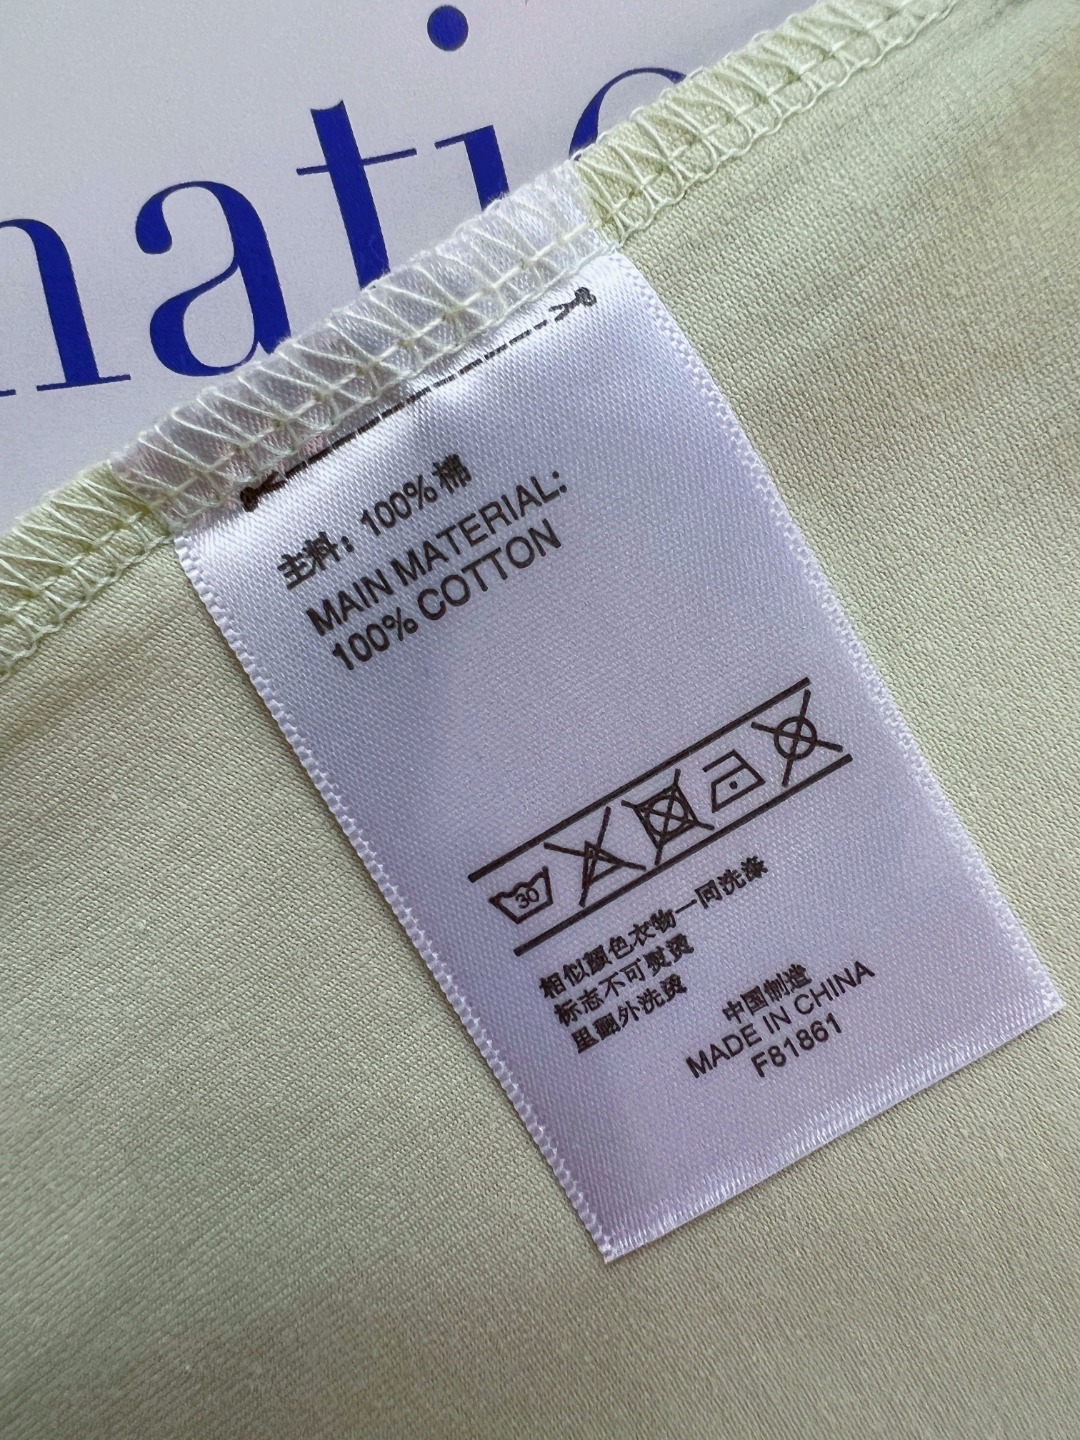 natio
主料：100%棉
MAIN MATERIAL:
100% COTTON
30
相似颜色衣物一同洗涤
标志不可熨烫
里翻外洗烫
中国制造
MADE IN CHINA
F81861